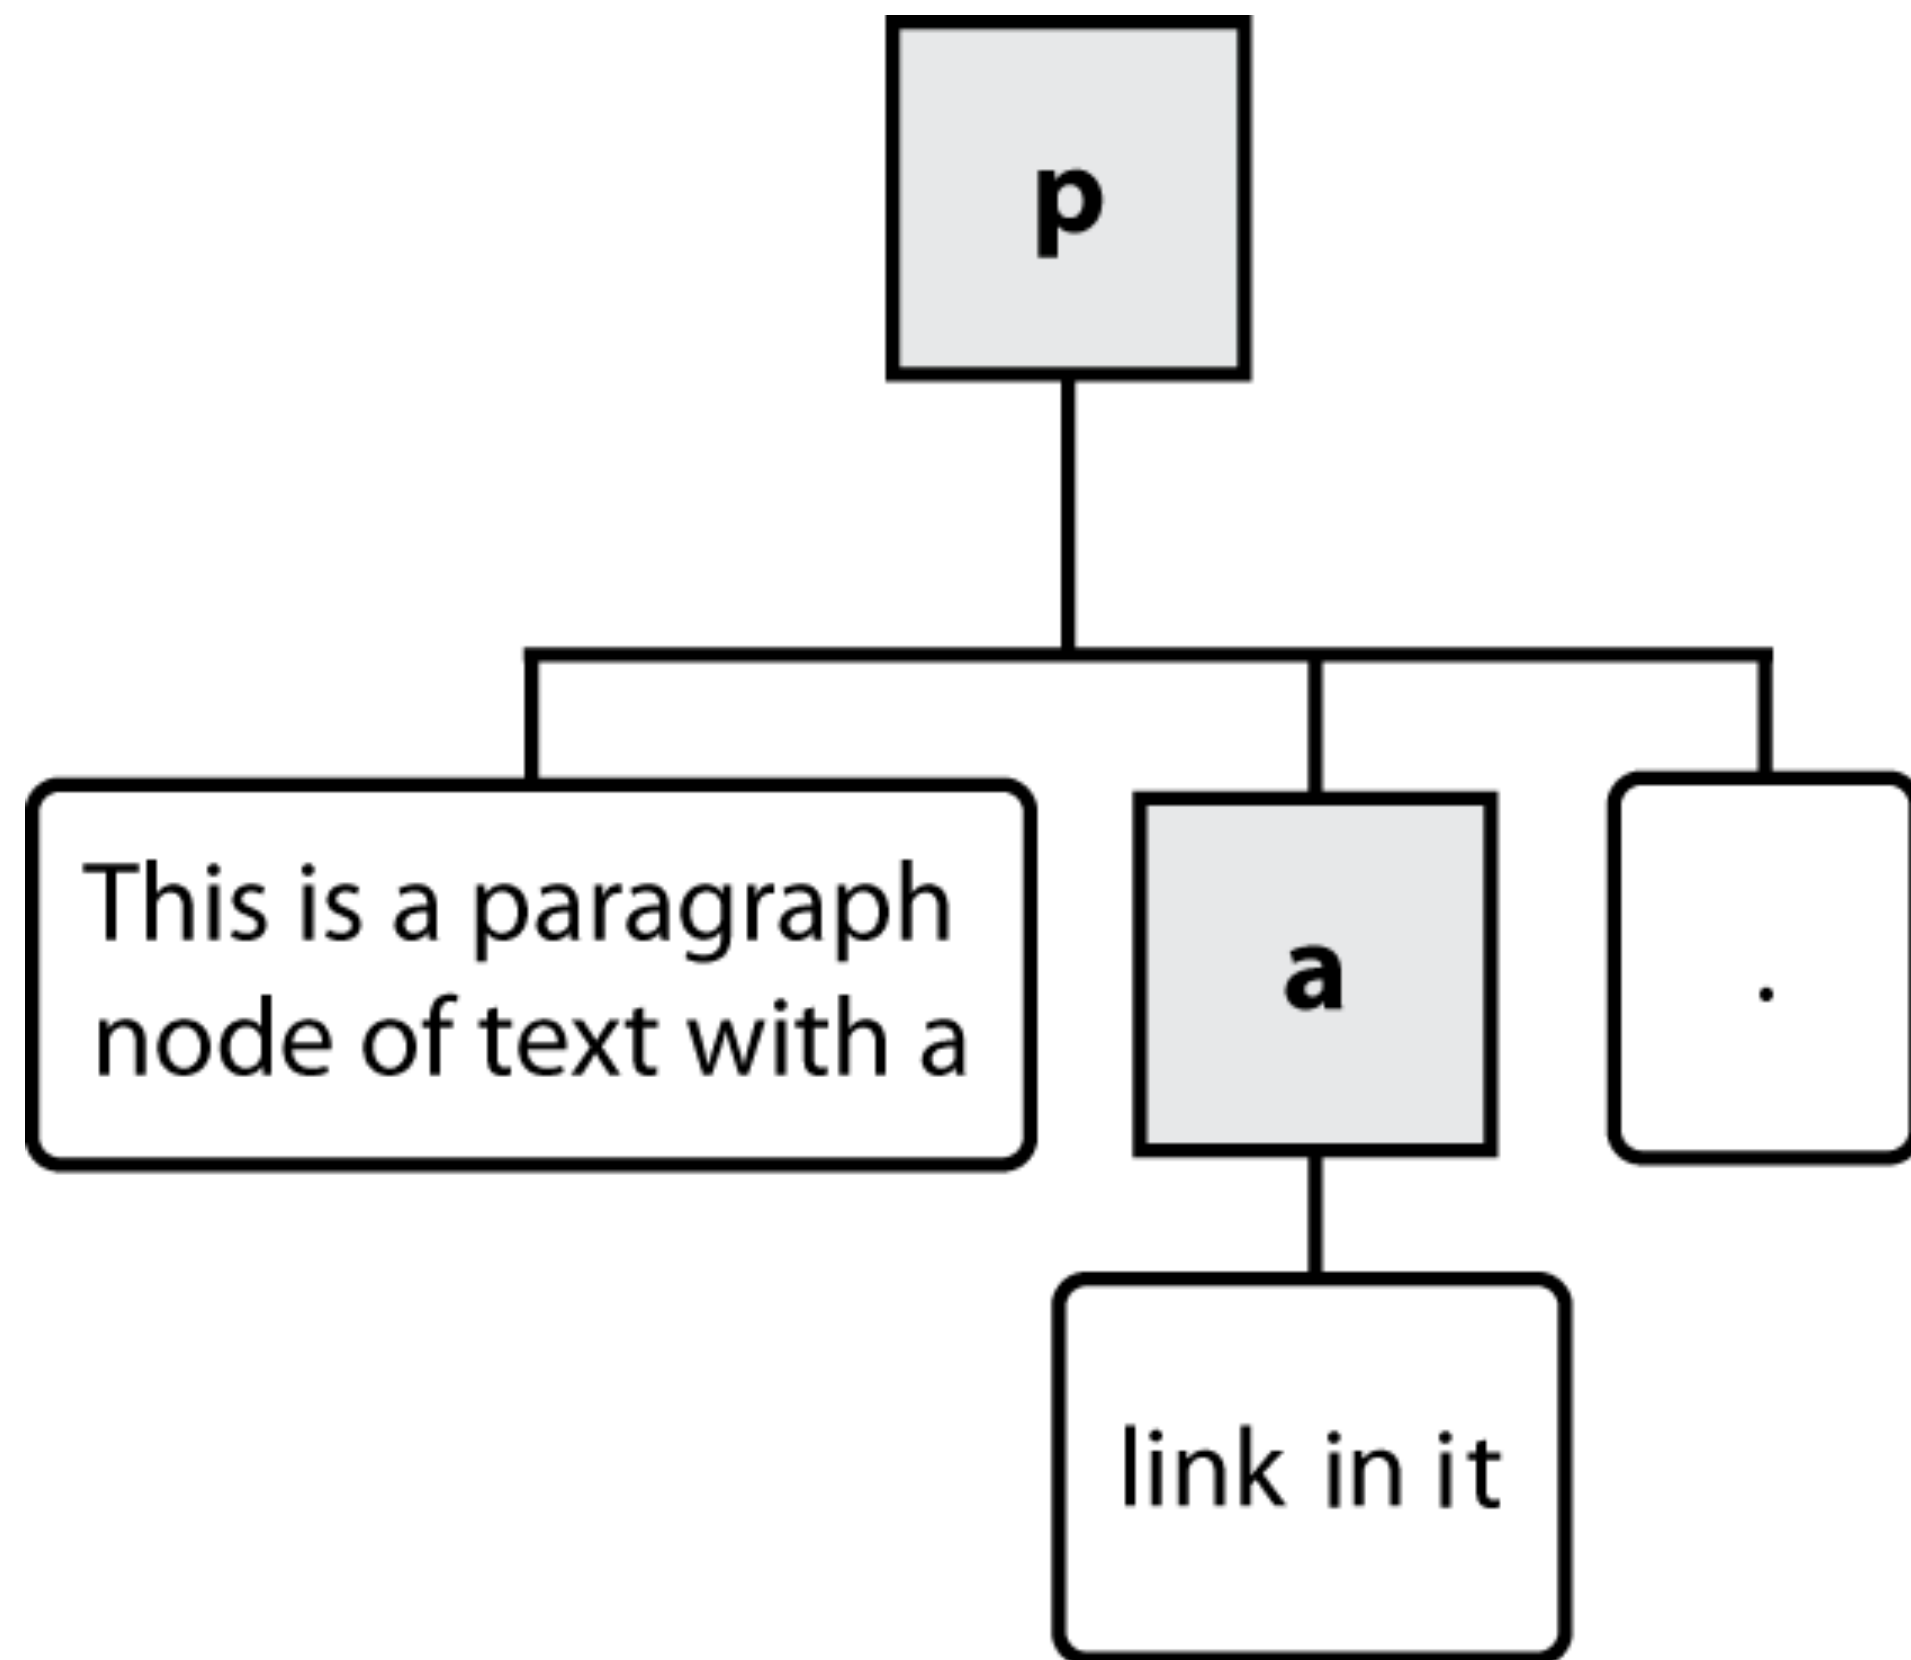 p
This is a paragraph
node of text with a
a
.
link in it